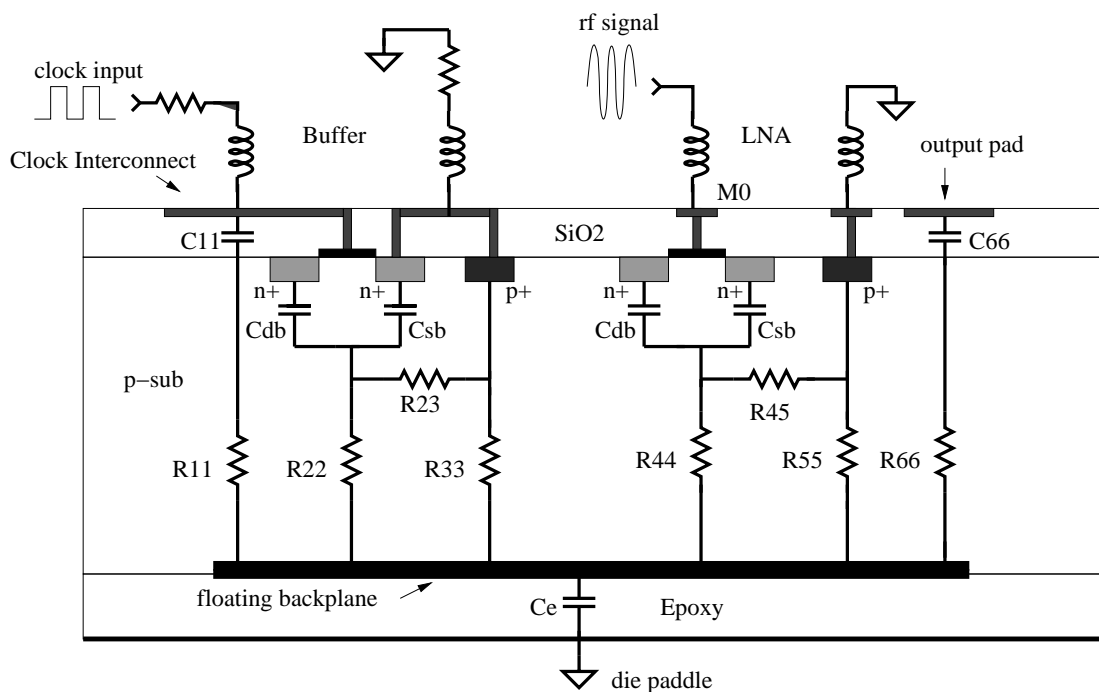 rf signal
clock input
Buffer
LNA
Clock Interconnect
output pad
M0
C11
SiO2
C66
n+
n+
p+
n+
n+
p+
Cdb
Csb
Cdb
Csb
p−sub
R23
R45
R11
R22
R33
R44
R55
R66
floating backplane
Ce
Epoxy
die paddle